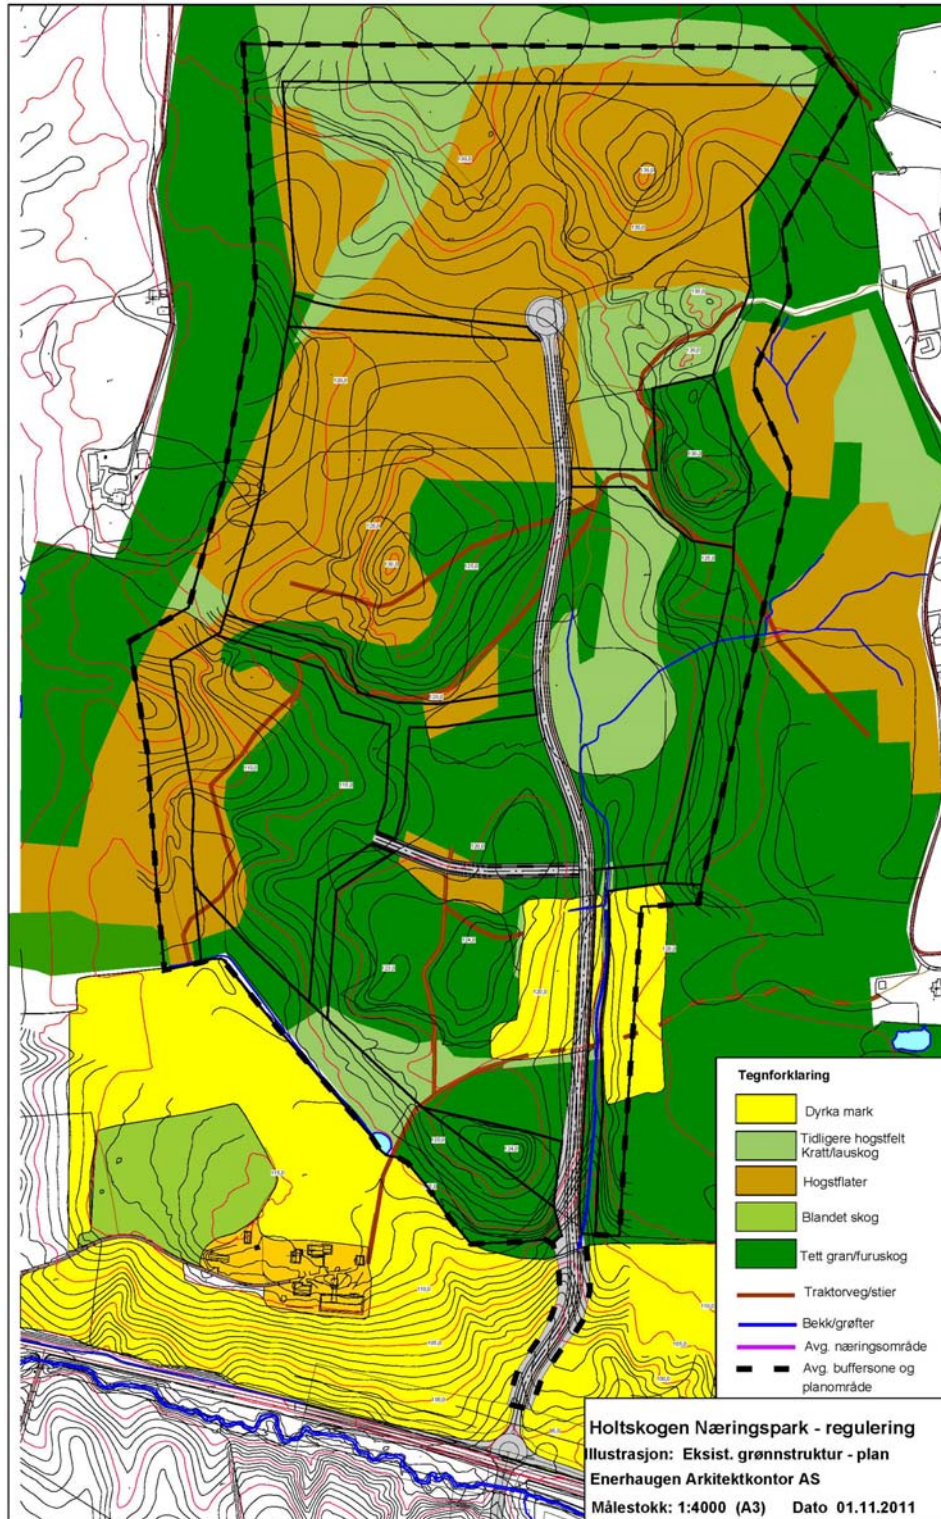 Tegnforklaring
Dyrka mark
Tidligere hogstfelt
Kratt/lauskog
Hogstflater
Blandet skog
Tett gran/furuskog
Traktorveg/stier
Bekk/grøfter
Avg. næringsområde
Avg. buffersone og
planområde
Holtskogen Næringspark - regulering
Illustrasjon: Eksist. grønnstruktur - plan
Enerhaugen Arkitektkontor AS
Målestokk: 1:4000 (A3) Dato 01.11.2011